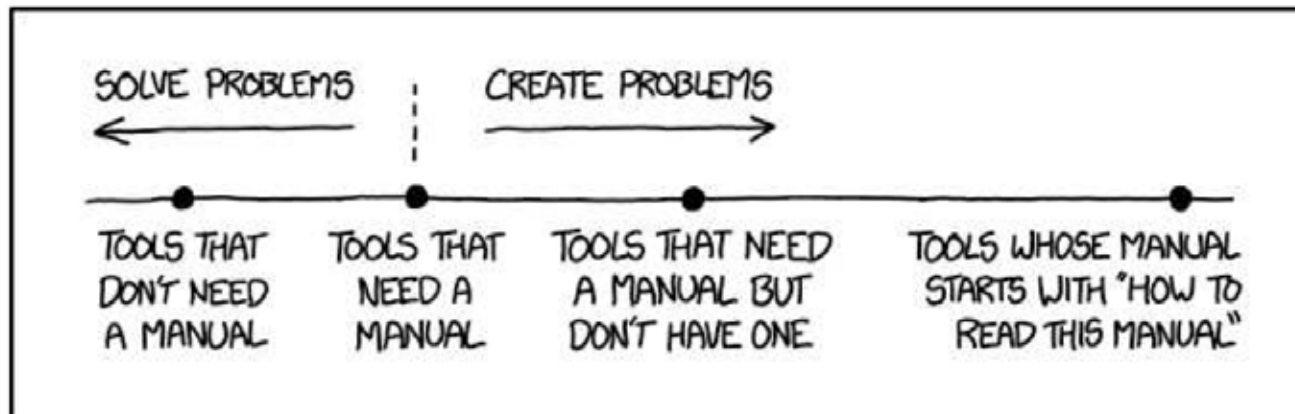 SOLVE PROBLEMS
CREATE PROBLEMS
TOOLS THAT
DON'T NEED
A MANUAL
TOOLS THAT
NEED A
MANUAL
TOOLS THAT NEED
A MANUAL BUT
DON'T HAVE ONE
TOOLS WHOSE MANUAL
STARTS WITH "HOW TO
READ THIS MANUAL"